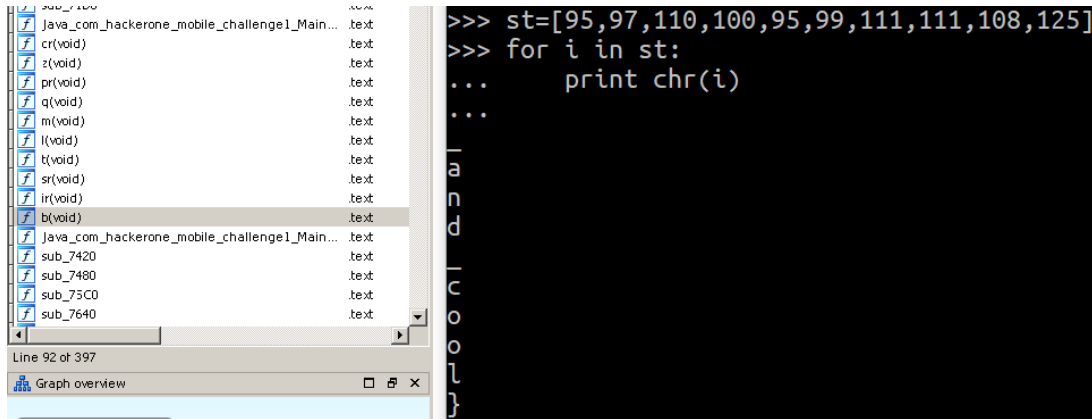 sub_71D0 .text
Java_com_hackerone_mobile_challenge1_Main... .text
cr(void) .text
z(void) .text
pr(void) .text
q(void) .text
m(void) .text
l(void) .text
t(void) .text
sr(void) .text
ir(void) .text
b(void) .text
Java_com_hackerone_mobile_challenge1_Main... .text
sub_7420 .text
sub_7480 .text
sub_75C0 .text
sub_7640 .text
Line 92 of 397
Graph overview
>>> st=[95,97,110,100,95,99,111,111,108,125]
>>> for i in st:
...     print chr(i)
...
_
a
n
d
_
c
o
o
l
}